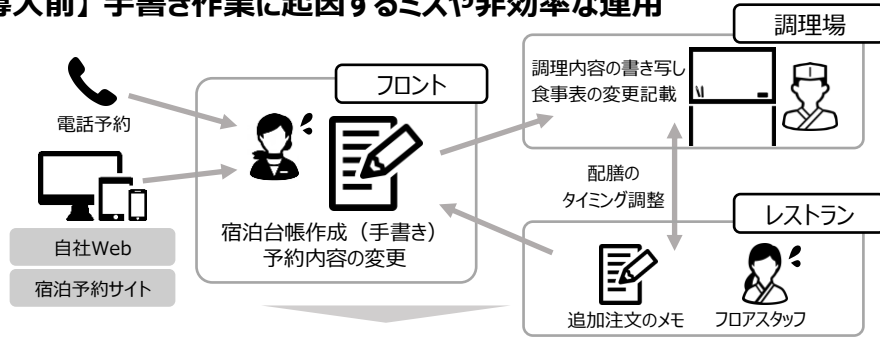 導入前】手書き作業に起因するミスや非効率な運用
電話予約
自社Web
宿泊予約サイト
フロント
宿泊台帳作成（手書き）
予約内容の変更
調理場
調理内容の書き写し
食事表の変更記載
配膳の
タイミング調整
レストラン
追加注文のメモ
フロアスタッフ